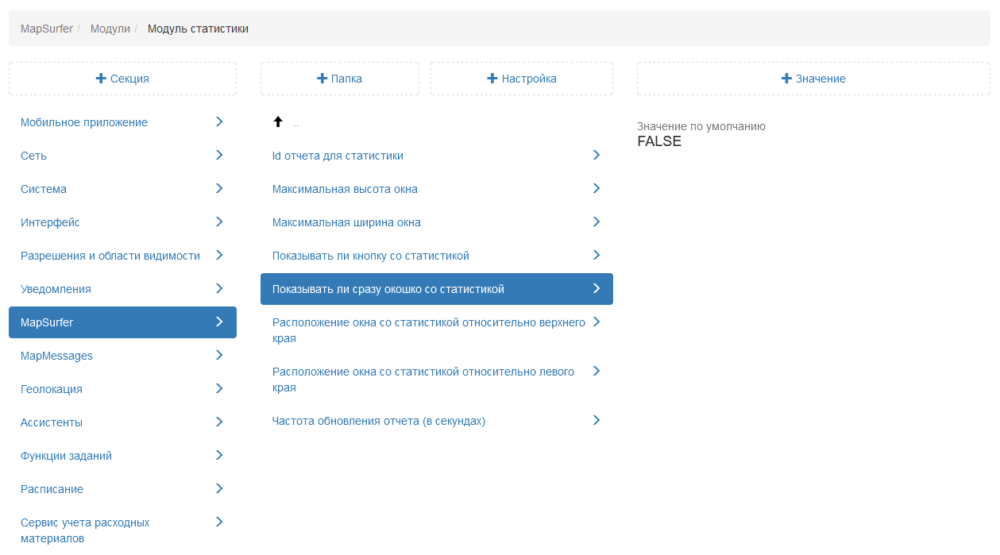 MapSurfer / Модули / Модуль статистики
Секция
Папка
Настройка
Значение
Мобильное приложение
Сеть
Система
Интерфейс
Разрешения и области видимости
Уведомления
MapSurfer
MapMessages
Геолокация
Ассистенты
Функции заданий
Расписание
Сервис учета расходных
материалов
..
Id отчета для статистики
Максимальная высота окна
Максимальная ширина окна
Показывать ли кнопку со статистикой
Показывать ли сразу окошко со статистикой
Расположение окна со статистикой относительно верхнего
края
Расположение окна со статистикой относительно левого
края
Частота обновления отчета (в секундах)
Значение по умолчанию
FALSE